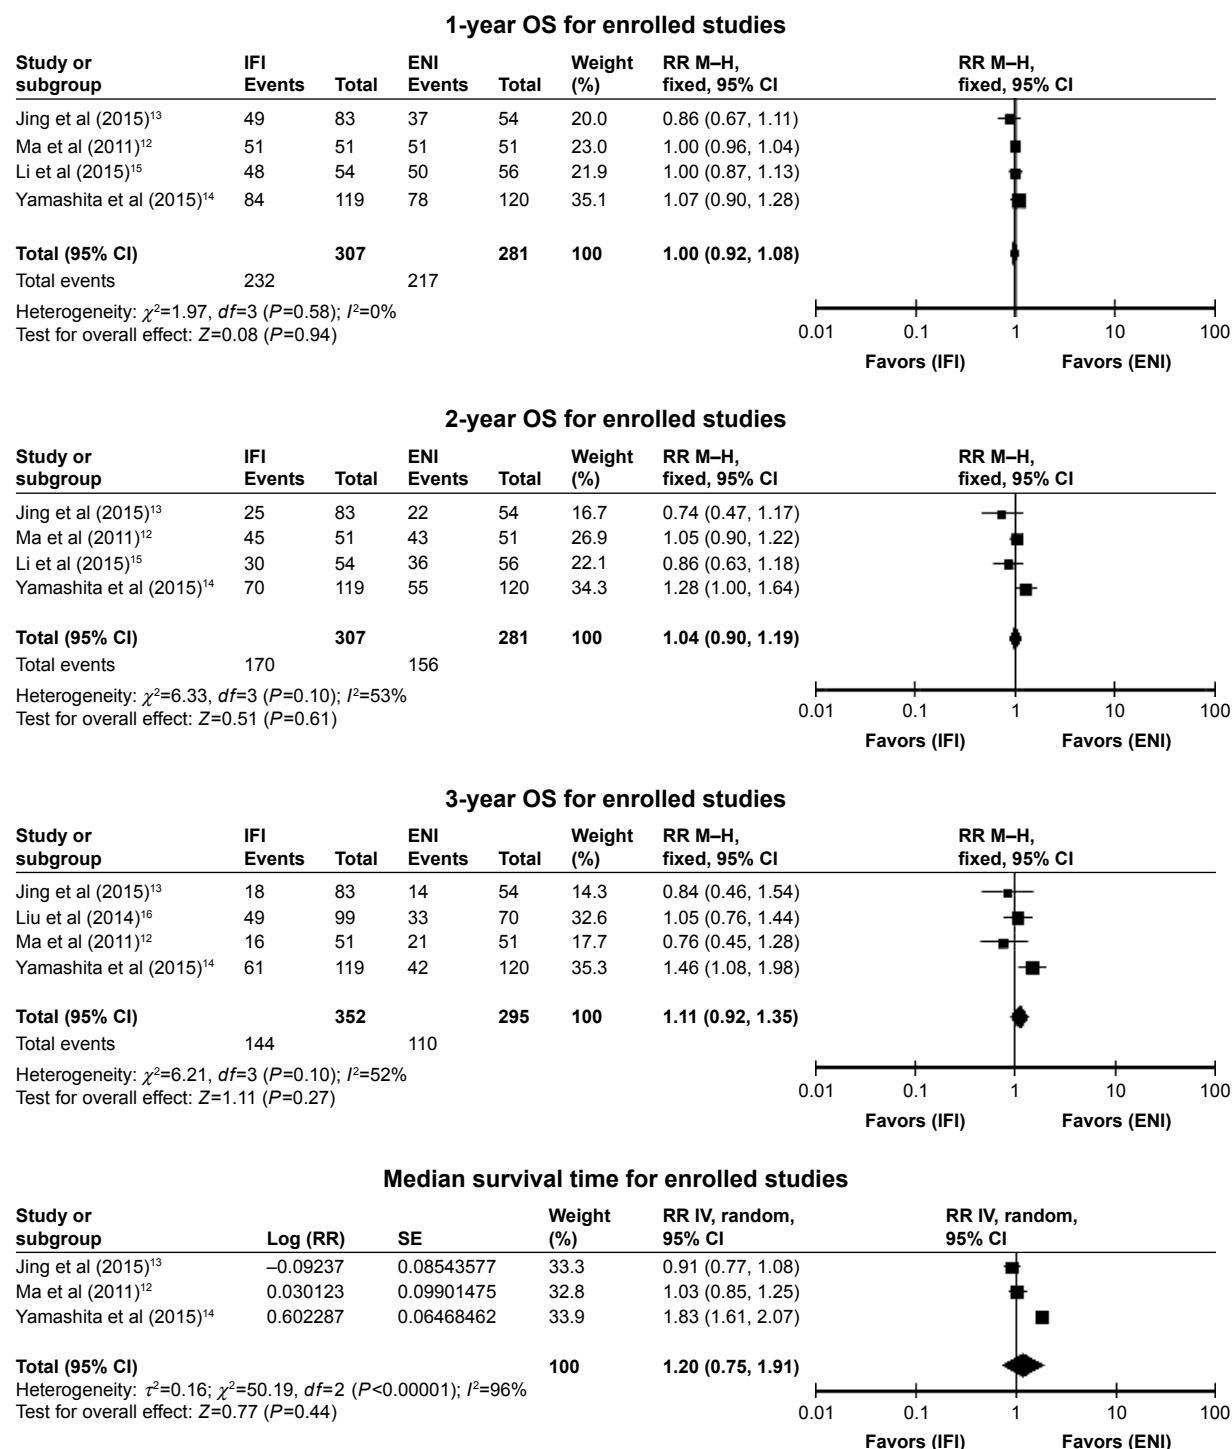 1-year OS for enrolled studies
Study or subgroup IFI Events Total ENI Events Total Weight (%) RR M–H, fixed, 95% CI RR M–H, fixed, 95% CI
Jing et al (2015)13 49 83 37 54 20.0 0.86 (0.67, 1.11)
Ma et al (2011)12 51 51 51 51 23.0 1.00 (0.96, 1.04)
Li et al (2015)15 48 54 50 56 21.9 1.00 (0.87, 1.13)
Yamashita et al (2015)14 84 119 78 120 35.1 1.07 (0.90, 1.28)
Total (95% CI) 307 281 100 1.00 (0.92, 1.08)
Total events 232 217
Heterogeneity: χ2=1.97, df=3 (P=0.58); I2=0%
Test for overall effect: Z=0.08 (P=0.94)
0.01 0.1 1 10 100
Favors (IFI) Favors (ENI)
2-year OS for enrolled studies
Study or subgroup IFI Events Total ENI Events Total Weight (%) RR M–H, fixed, 95% CI RR M–H, fixed, 95% CI
Jing et al (2015)13 25 83 22 54 16.7 0.74 (0.47, 1.17)
Ma et al (2011)12 45 51 43 51 26.9 1.05 (0.90, 1.22)
Li et al (2015)15 30 54 36 56 22.1 0.86 (0.63, 1.18)
Yamashita et al (2015)14 70 119 55 120 34.3 1.28 (1.00, 1.64)
Total (95% CI) 307 281 100 1.04 (0.90, 1.19)
Total events 170 156
Heterogeneity: χ2=6.33, df=3 (P=0.10); I2=53%
Test for overall effect: Z=0.51 (P=0.61)
0.01 0.1 1 10 100
Favors (IFI) Favors (ENI)
3-year OS for enrolled studies
Study or subgroup IFI Events Total ENI Events Total Weight (%) RR M–H, fixed, 95% CI RR M–H, fixed, 95% CI
Jing et al (2015)13 18 83 14 54 14.3 0.84 (0.46, 1.54)
Liu et al (2014)16 49 99 33 70 32.6 1.05 (0.76, 1.44)
Ma et al (2011)12 16 51 21 51 17.7 0.76 (0.45, 1.28)
Yamashita et al (2015)14 61 119 42 120 35.3 1.46 (1.08, 1.98)
Total (95% CI) 352 295 100 1.11 (0.92, 1.35)
Total events 144 110
Heterogeneity: χ2=6.21, df=3 (P=0.10); I2=52%
Test for overall effect: Z=1.11 (P=0.27)
0.01 0.1 1 10 100
Favors (IFI) Favors (ENI)
Median survival time for enrolled studies
Study or subgroup Log (RR) SE Weight (%) RR IV, random, 95% CI RR IV, random, 95% CI
Jing et al (2015)13 –0.09237 0.08543577 33.3 0.91 (0.77, 1.08)
Ma et al (2011)12 0.030123 0.09901475 32.8 1.03 (0.85, 1.25)
Yamashita et al (2015)14 0.602287 0.06468462 33.9 1.83 (1.61, 2.07)
Total (95% CI) 100 1.20 (0.75, 1.91)
Heterogeneity: τ2=0.16; χ2=50.19, df=2 (P<0.00001); I2=96%
Test for overall effect: Z=0.77 (P=0.44)
0.01 0.1 1 10 100
Favors (IFI) Favors (ENI)